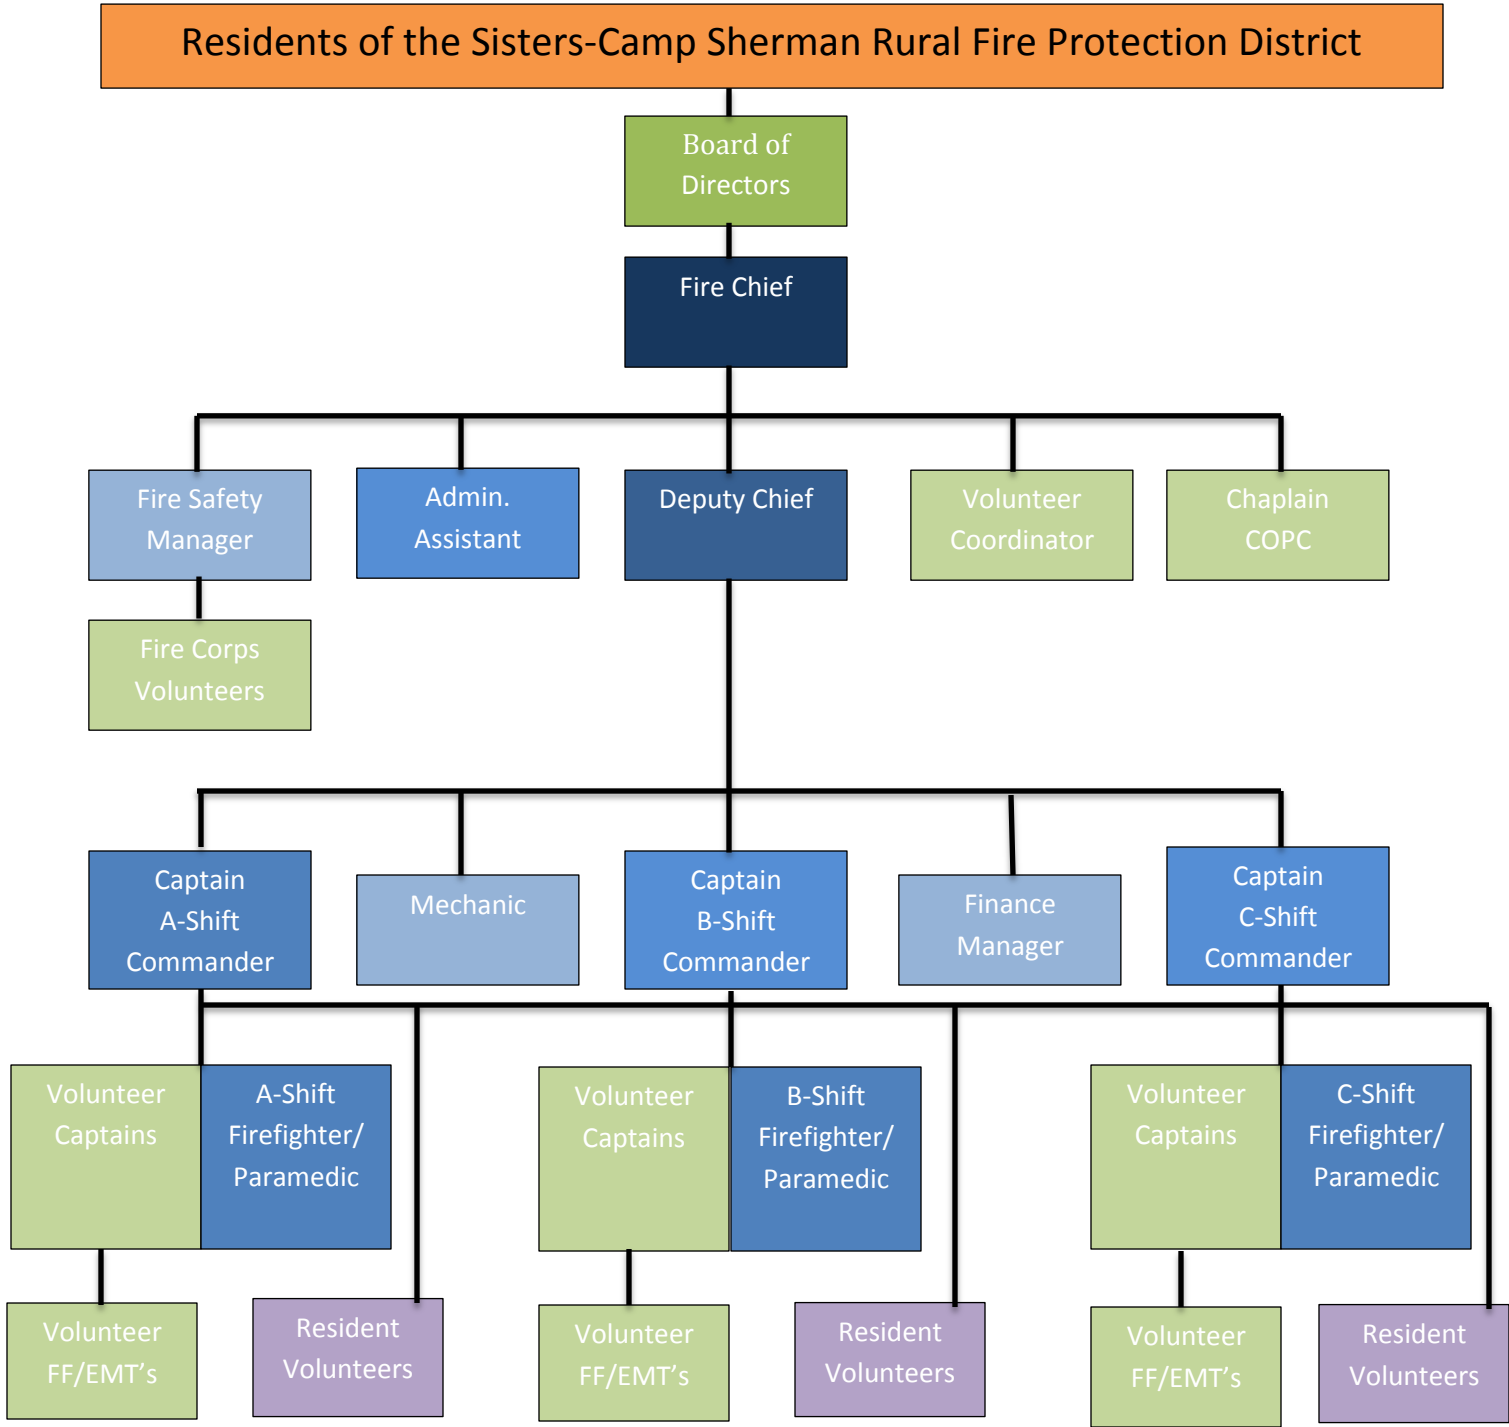 Residents of the Sisters-Camp Sherman Rural Fire Protection District
Board of
Directors
Fire Chief
Fire Safety
Manager
Admin.
Assistant
Deputy Chief
Volunteer
Coordinator
Chaplain
COPC
Fire Corps
Volunteers
Captain
A-Shift
Commander
Mechanic
Captain
B-Shift
Commander
Finance
Manager
Captain
C-Shift
Commander
Volunteer
Captains
A-Shift
Firefighter/
Paramedic
Volunteer
Captains
B-Shift
Firefighter/
Paramedic
Volunteer
Captains
C-Shift
Firefighter/
Paramedic
Volunteer
FF/EMT’s
Resident
Volunteers
Volunteer
FF/EMT’s
Resident
Volunteers
Volunteer
FF/EMT’s
Resident
Volunteers